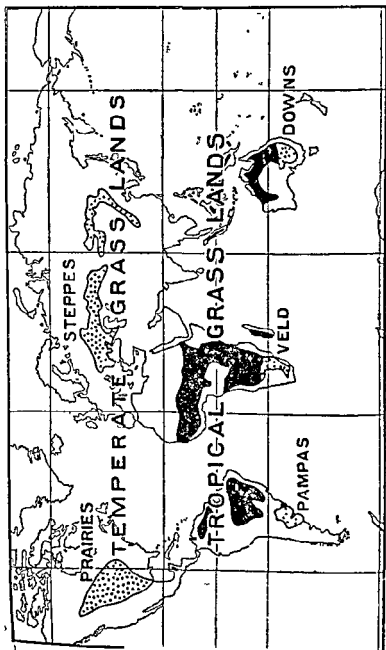 PRAIRIES
STEPPES
TEMPERATE GRASS LANDS
TROPICAL GRASS LANDS
PAMPAS
VELD
DOWNS